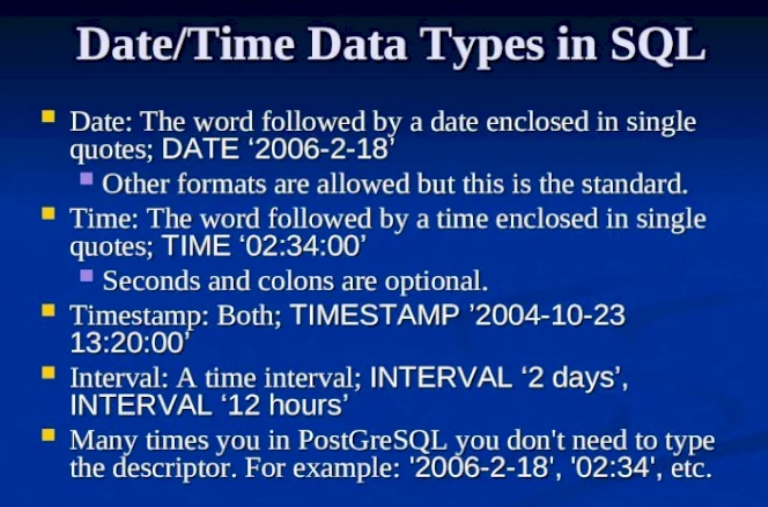 Date/Time Data Types in SQL
Date: The word followed by a date enclosed in single
quotes; DATE ‘2006-2-18’
Other formats are allowed but this is the standard.
Time: The word followed by a time enclosed in single
quotes; TIME ‘02:34:00’
Seconds and colons are optional.
Timestamp: Both; TIMESTAMP ’2004-10-23
13:20:00’
Interval: A time interval; INTERVAL ‘2 days’,
INTERVAL ‘12 hours’
Many times you in PostGreSQL you don't need to type
the descriptor. For example: '2006-2-18', '02:34', etc.